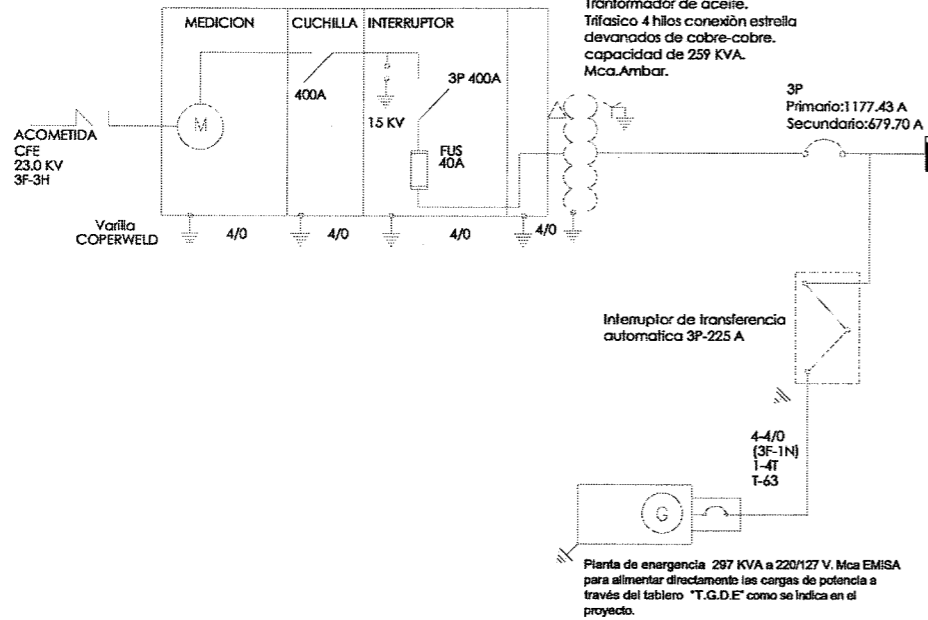 Tranformador de aceite.
Trifasico 4 hilos conexiòn estrella
devanados de cobre-cobre.
capacidad de 259 KVA.
Mca.Ambar.
MEDICION
CUCHILLA
INTERRUPTOR
400A
3P 400A
15 KV
FUS
40A
M
ACOMETIDA
CFE
23.0 KV
3F-3H
Varilla
COPERWELD
4/0
4/0
4/0
4/0
3P
Primario:1177.43 A
Secundario:679.70 A
Interruptor de transferencia
automatica 3P-225 A
4-4/0
(3F-1N)
1-4T
T-63
G
Planta de energencia 297 KVA a 220/127 V. Mca EMISA
para alimentar directamente las cargas de potencia a
través del tablero "T.G.D.E" como se indica en el
proyecto.